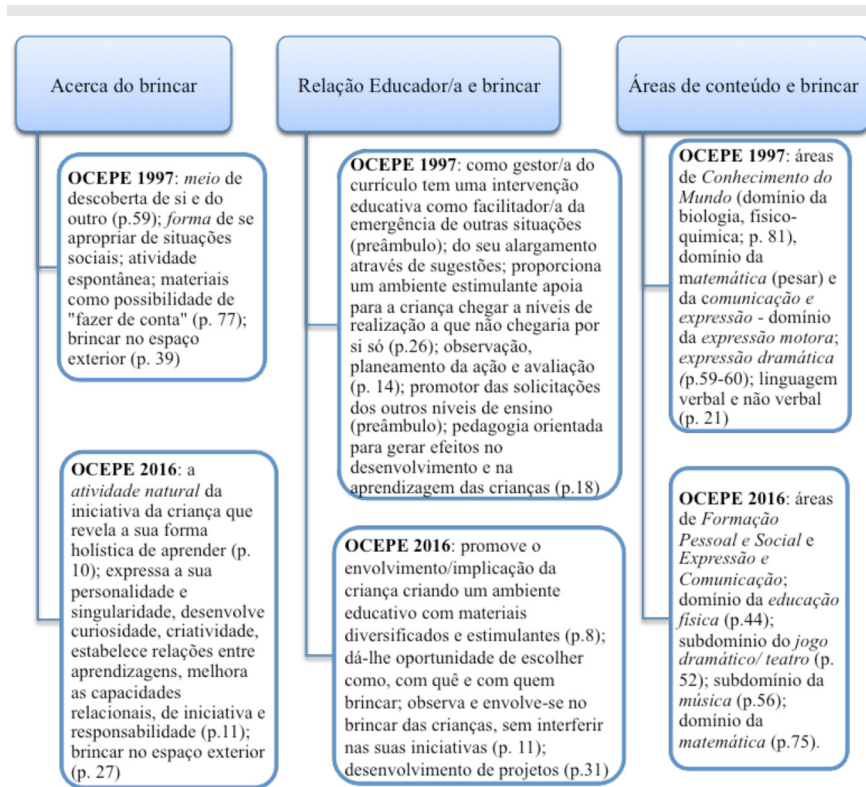 Acerca do brincar
OCEPE 1997: meio de
descoberta de si e do
outro (p.59); forma de se
apropriar de situações
sociais; atividade
espontânea; materiais
como possibilidade de
"fazer de conta" (p. 77);
brincar no espaço
exterior (p. 39)
OCEPE 2016: a
atividade natural da
iniciativa da criança que
revela a sua forma
holística de aprender (p.
10); expressa a sua
personalidade e
singularidade, desenvolve
curiosidade, criatividade,
estabelece relações entre
aprendizagens, melhora
as capacidades
relacionais, de iniciativa e
responsabilidade (p.11);
brincar no espaço exterior
(p. 27)
Relação Educador/a e brincar
OCEPE 1997: como gestor/a do
currículo tem uma intervenção
educativa como facilitador/a da
emergência de outras situações
(preâmbulo); do seu alargamento
através de sugestões; proporciona
um ambiente estimulante apoia
para a criança chegar a níveis de
realização a que não chegaria por
si só (p.26); observação,
planeamento da ação e avaliação
(p. 14); promotor das solicitações
dos outros níveis de ensino
(preâmbulo); pedagogia orientada
para gerar efeitos no
desenvolvimento e na
aprendizagem das crianças (p.18)
OCEPE 2016: promove o
envolvimento/implicação da
criança criando um ambiente
educativo com materiais
diversificados e estimulantes (p.8);
dá-lhe oportunidade de escolher
como, com quê e com quem
brincar; observa e envolve-se no
brincar das crianças, sem interferir
nas suas iniciativas (p. 11);
desenvolvimento de projetos (p.31)
Áreas de conteúdo e brincar
OCEPE 1997: áreas
de Conhecimento do
Mundo (domínio da
biologia, fisico-
quimica; p. 81),
domínio da
matemática (pesar) e
da comunicação e
expressão - domínio
da expressão motora;
expressão dramática
(p.59-60); linguagem
verbal e não verbal
(p. 21)
OCEPE 2016: áreas
de Formação
Pessoal e Social e
Expressão e
Comunicação;
domínio da educação
física (p.44);
subdomínio do jogo
dramático/ teatro (p.
52); subdomínio da
música (p.56);
domínio da
matemática (p.75).